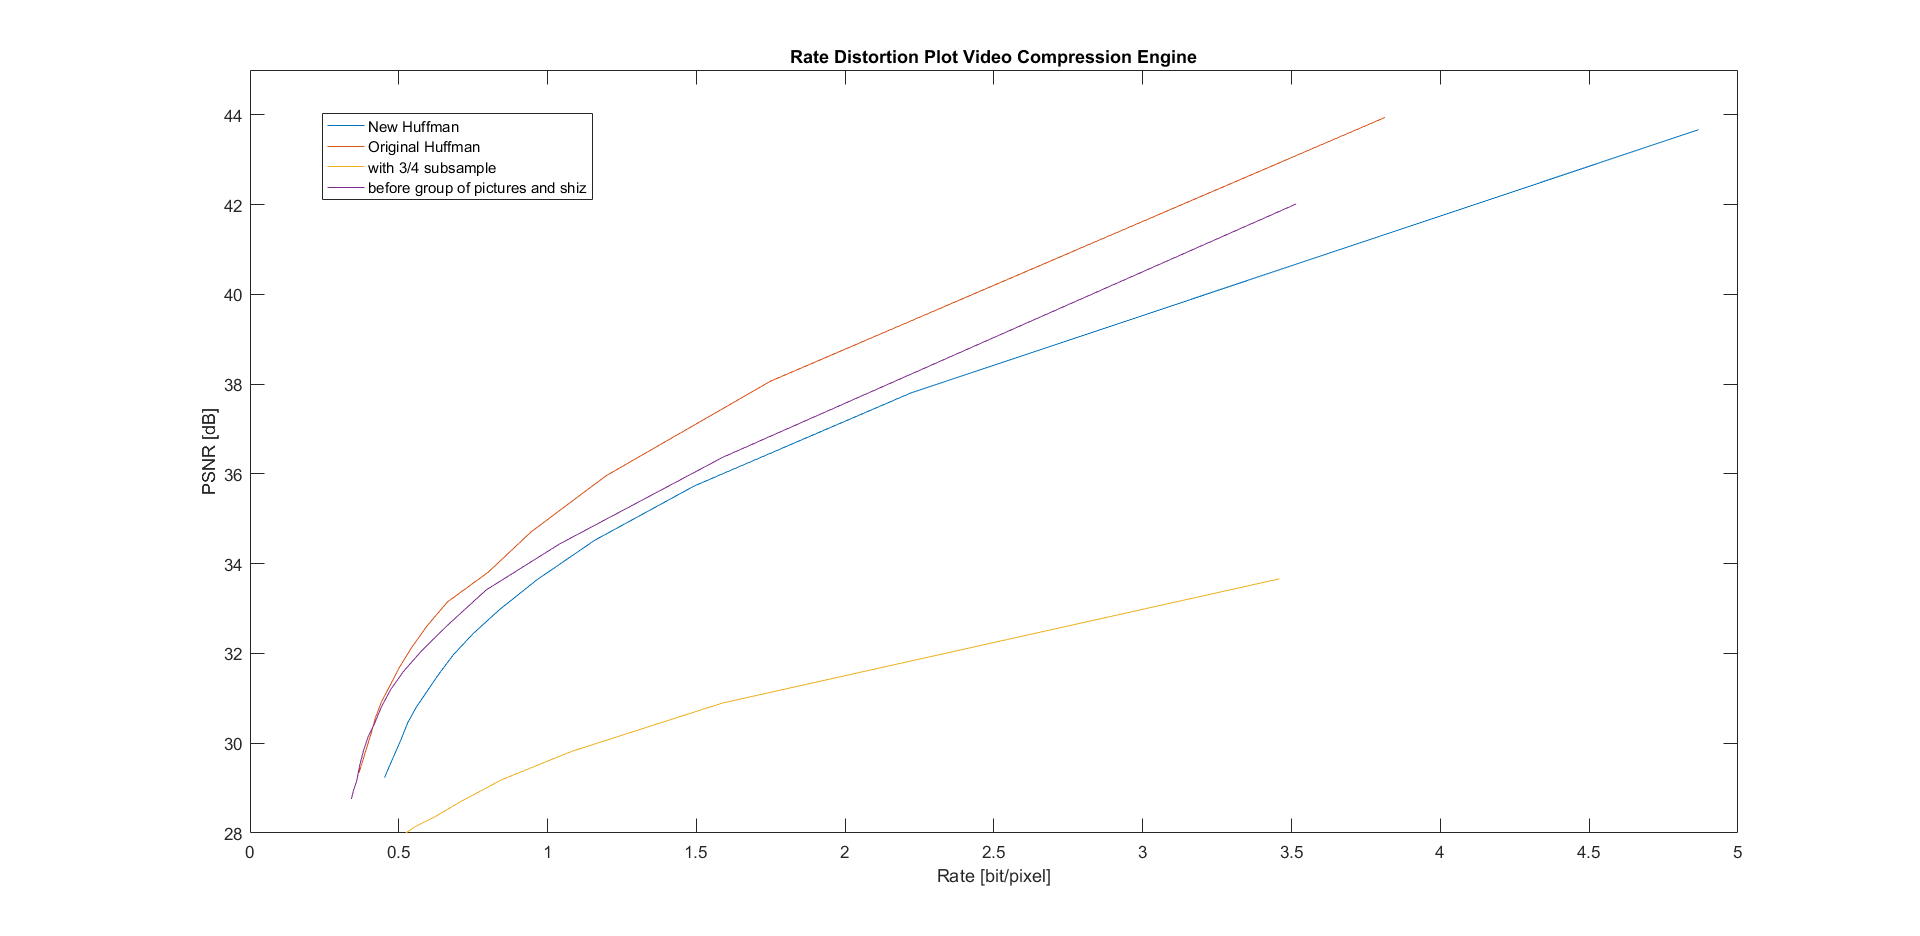 Rate Distortion Plot Video Compression Engine
New Huffman
Original Huffman
with 3/4 subsample
before group of pictures and shiz
PSNR [dB]
44
42
40
38
36
34
32
30
28
0 0.5 1 1.5 2 2.5 3 3.5 4 4.5 5
Rate [bit/pixel]